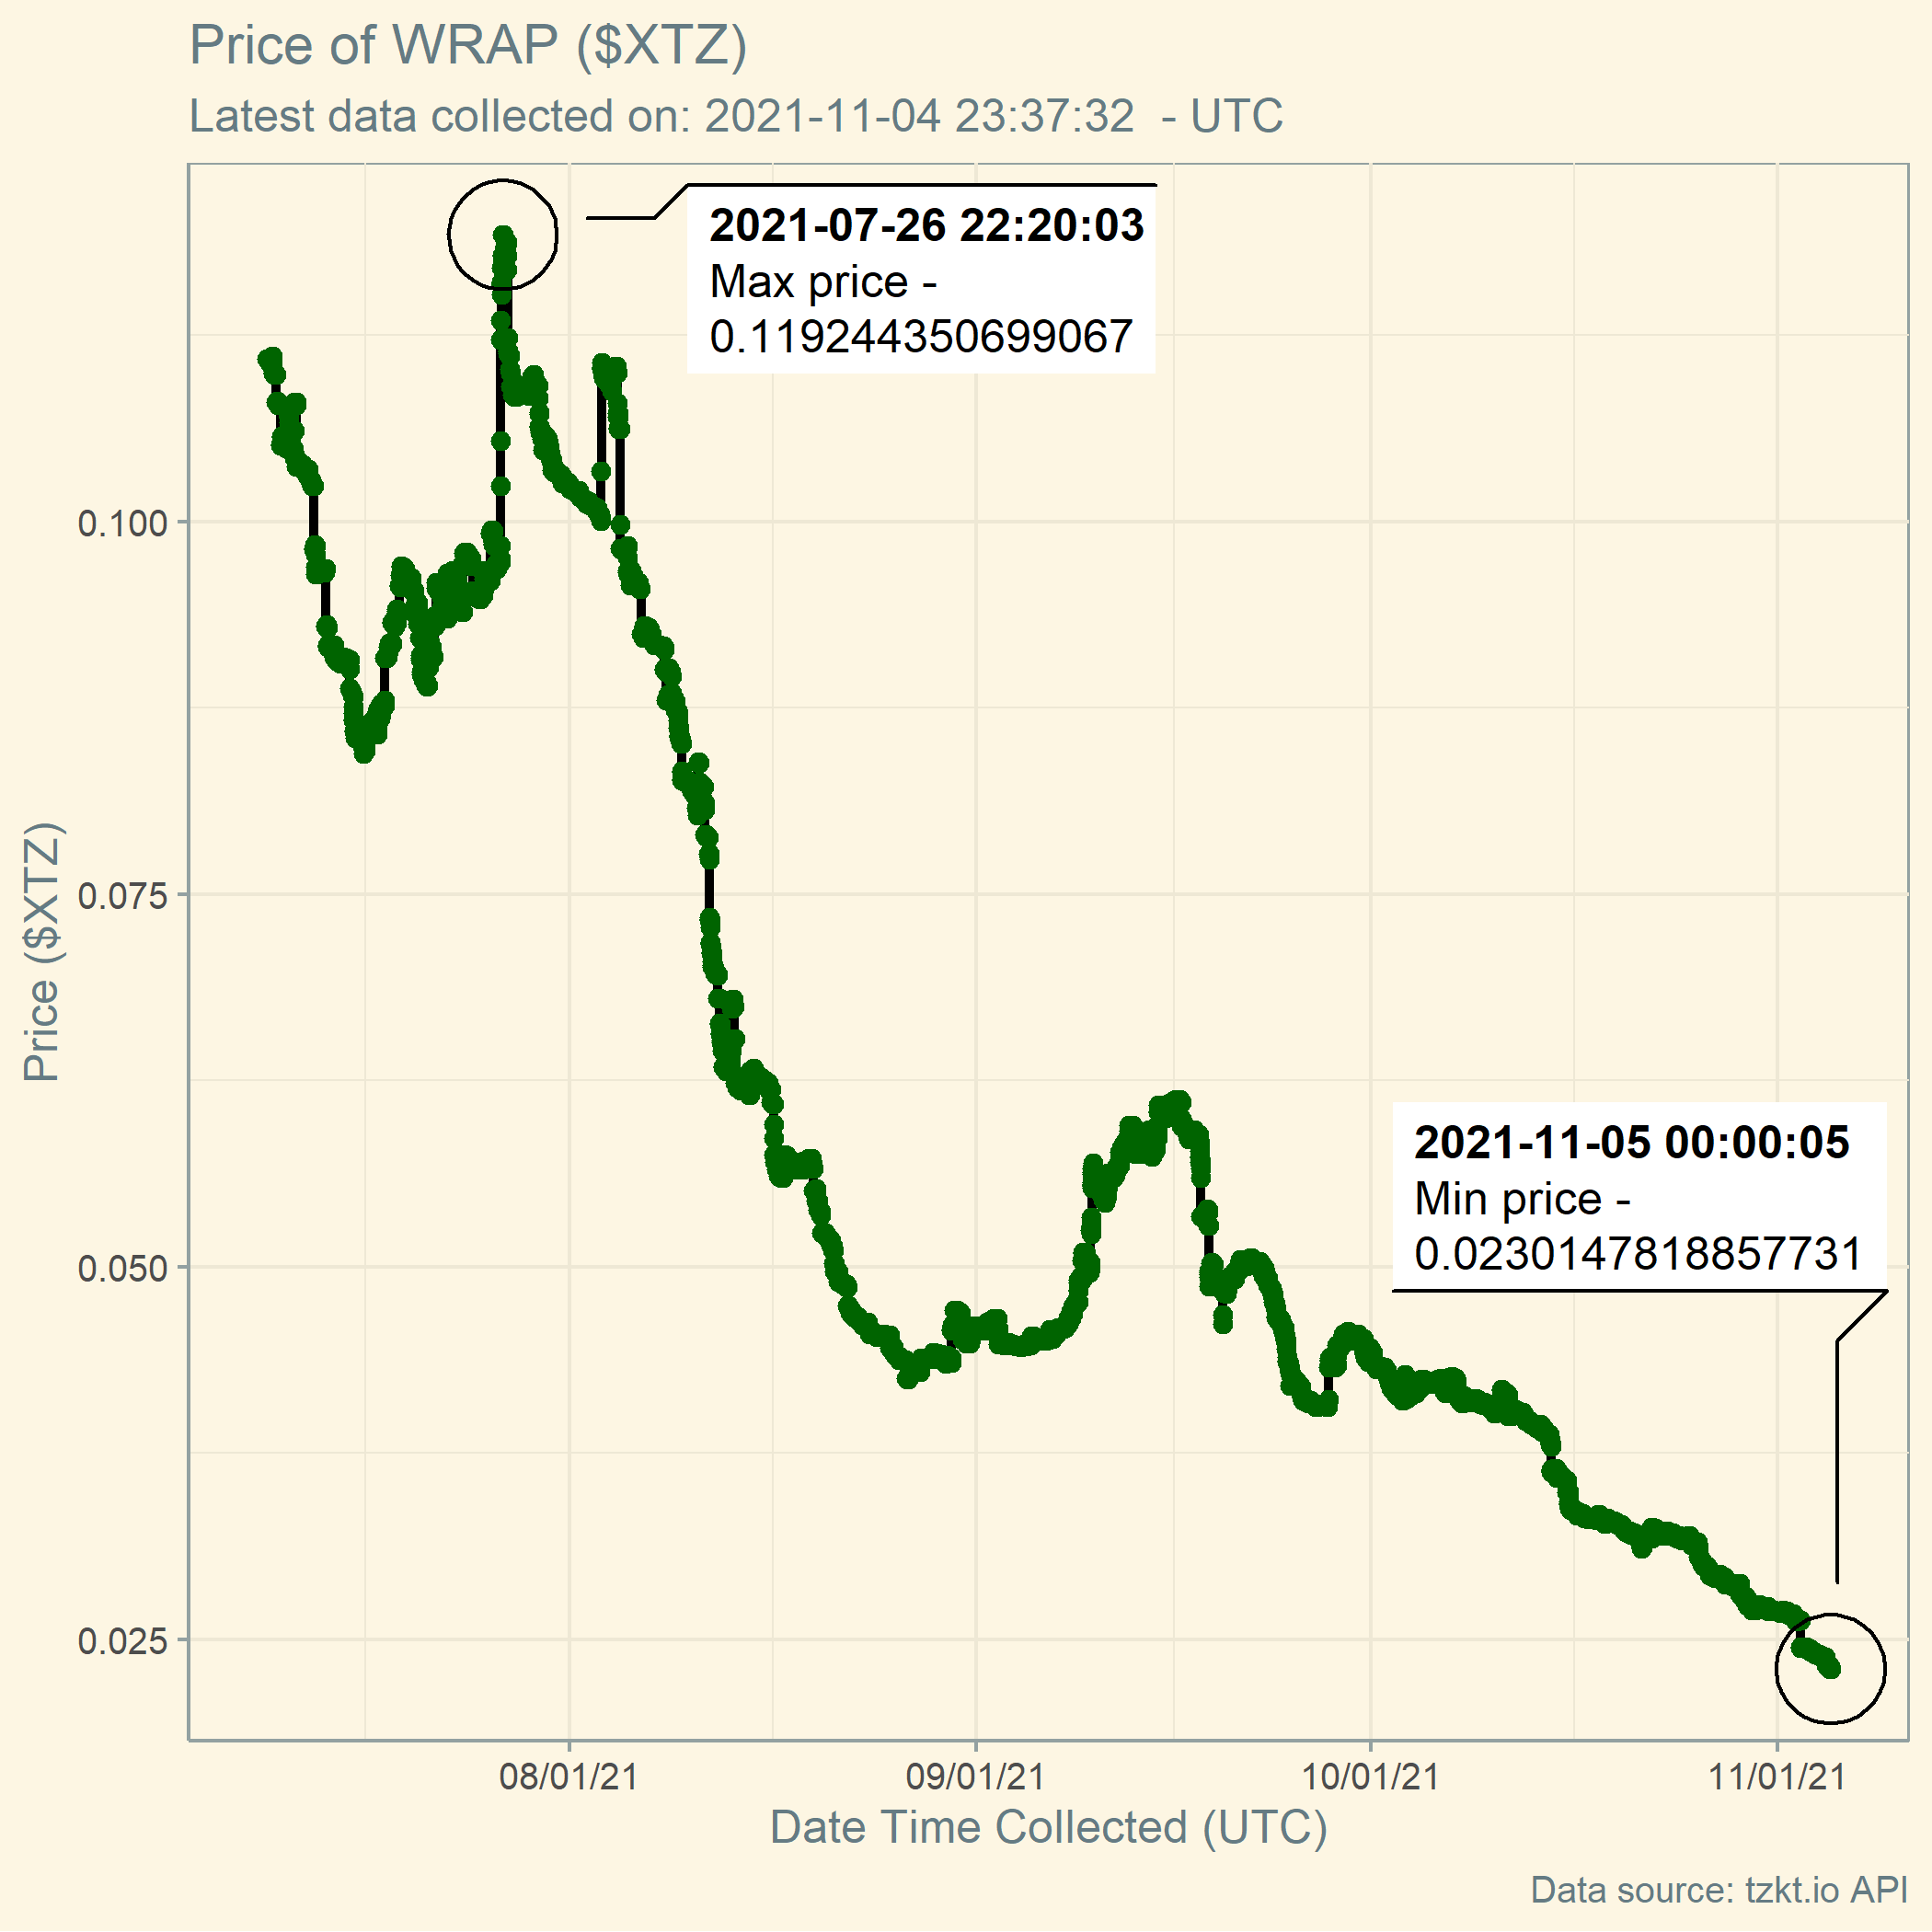 Price of WRAP ($XTZ)
Latest data collected on: 2021-11-04 23:37:32  - UTC
2021-07-26 22:20:03
Max price -
0.119244350699067
0.100
0.075
0.050
0.025
Price ($XTZ)
2021-11-05 00:00:05
Min price -
0.0230147818857731
08/01/21
09/01/21
10/01/21
11/01/21
Date Time Collected (UTC)
Data source: tzkt.io API